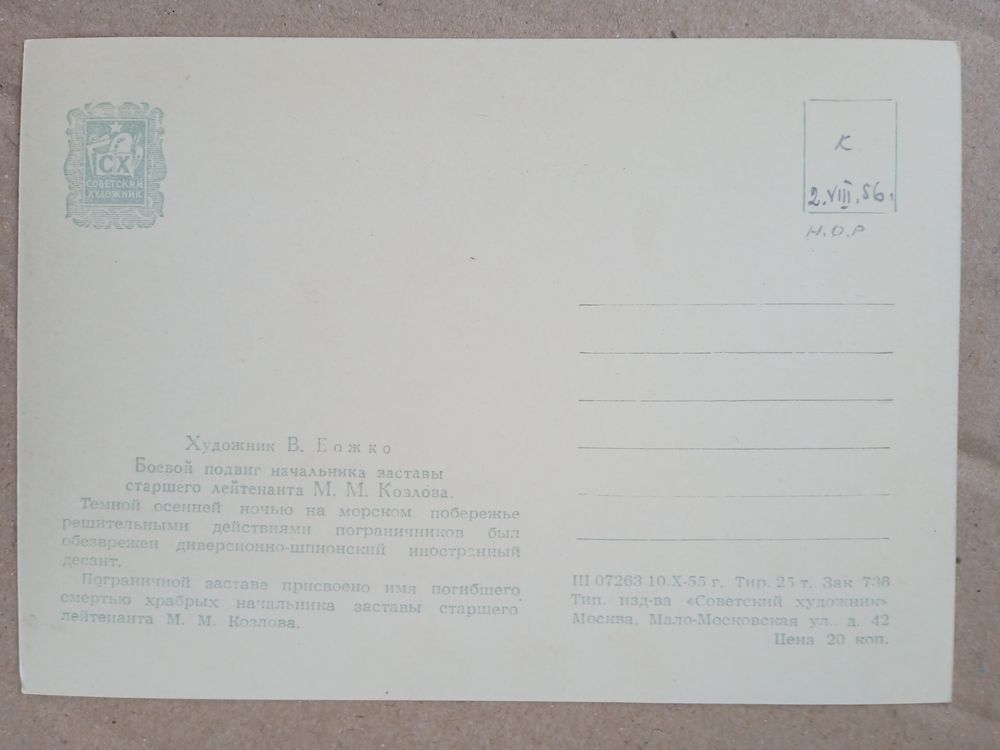 СХ
СОВЕТСКИЙ
ХУДОЖНИК
К
2.VIII.56.
Н.О.Р
Художник В. Божко
Боевой подвиг начальника заставы
старшего лейтенанта М. М. Козлова.
Темной осенней ночью на морском побережье
решительными действиями пограничников был
обезврежен диверсионно-шпионский иностранный
десант.
Пограничной заставе присвоено имя погибшего
смертью храбрых начальника заставы старшего
лейтенанта М. М. Козлова.
Ш 07263 10.X-55 г. Тир. 25 т. Зак 736
Тип. изд-ва «Советский художник»
Москва, Мало-Московская ул. д. 42
Цена 20 коп.